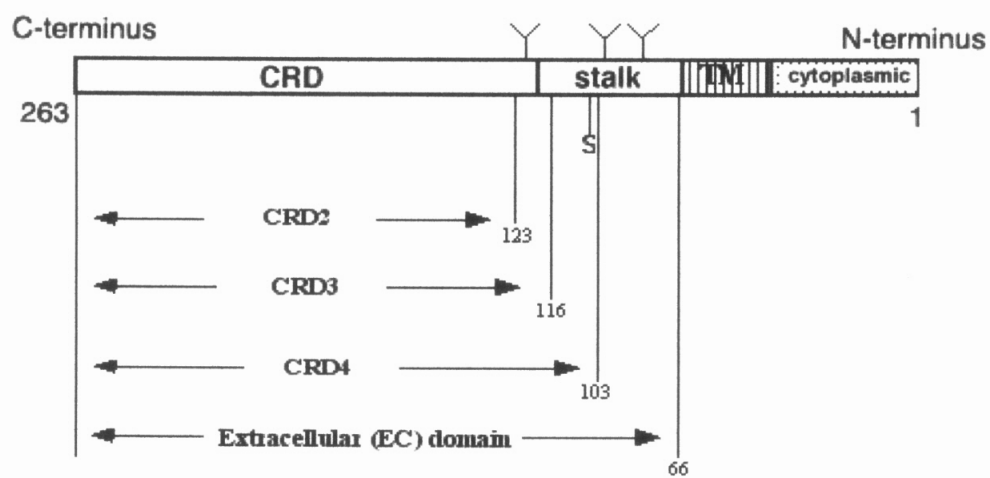 C-terminus
N-terminus
CRD
stalk
TM
cytoplasmic
263
1
S
CRD2
123
CRD3
116
CRD4
103
Extracellular (EC) domain
66